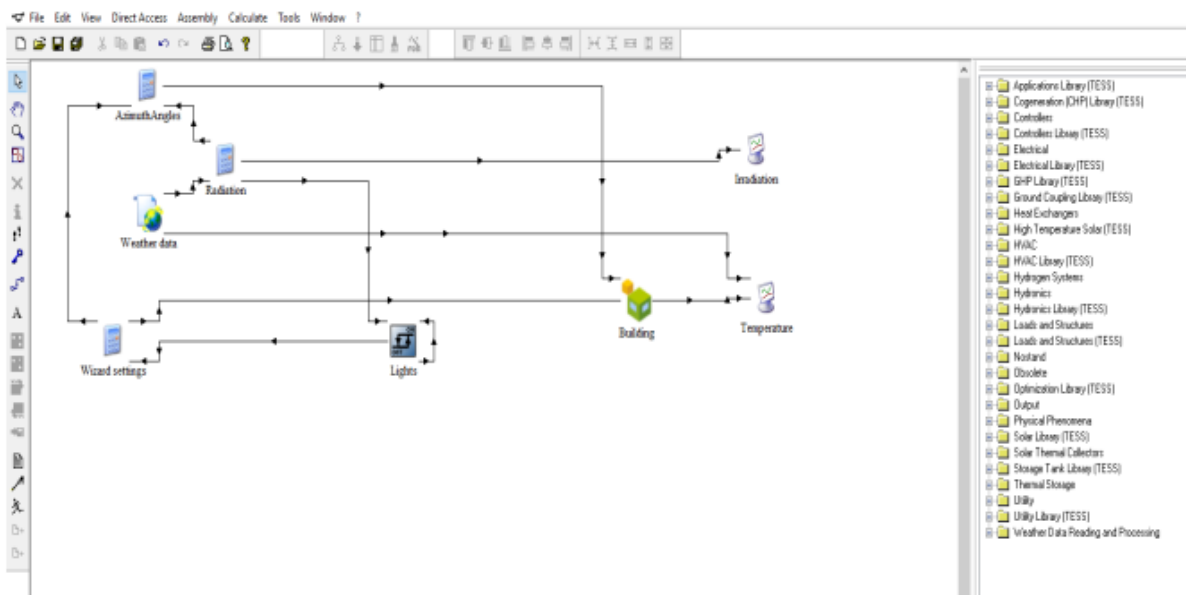 File Edit View Direct Access Assembly Calculate Tools Window ?
AzimuthAngles
Radiation
Irradiation
Weather data
Building
Temperature
Wizard settings
Lights
A
Applications Library (TESS)
Cogeneration (CHP) Library (TESS)
Controllers
Controllers Library (TESS)
Electrical
Electrical Library (TESS)
GHP Library (TESS)
Ground Coupling Library (TESS)
Heat Exchangers
High Temperature Solar (TESS)
HVAC
HVAC Library (TESS)
Hydrogen Systems
Hydronics
Hydronics Library (TESS)
Loads and Structures
Loads and Structures (TESS)
Nostand
Obsolete
Optimization Library (TESS)
Output
Physical Phenomena
Solar Library (TESS)
Solar Thermal Collectors
Storage Tank Library (TESS)
Thermal Storage
Utility
Utility Library (TESS)
Weather Data Reading and Processing